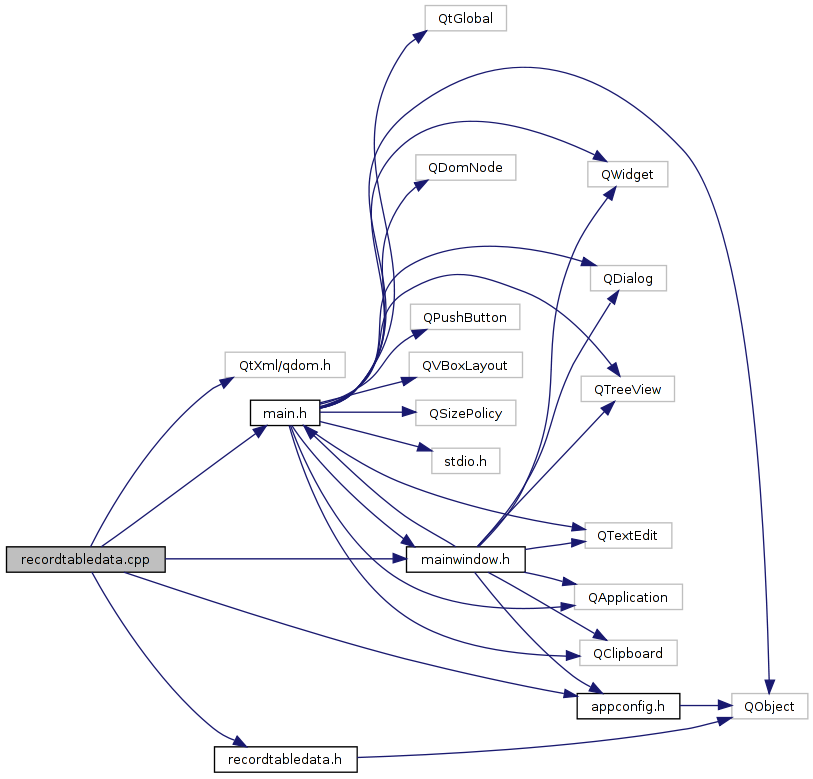 QtGlobal
QDomNode
QWidget
QDialog
QPushButton
QtXml/qdom.h
QVBoxLayout
QTreeView
main.h
QSizePolicy
stdio.h
QTextEdit
recordtabledata.cpp
mainwindow.h
QApplication
QClipboard
appconfig.h
QObject
recordtabledata.h